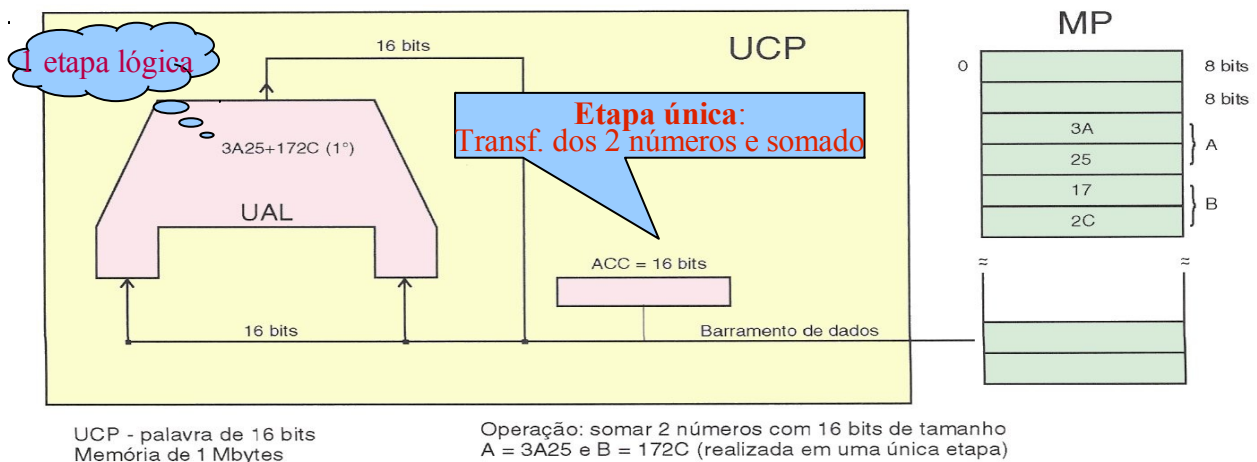 16 bits
UCP
MP
1 etapa lógica
0
8 bits
8 bits
Etapa única:
Transf. dos 2 números e somado
3A25+172C (1°)
3A
25
A
17
2C
B
UAL
ACC = 16 bits
≈
≈
16 bits
Barramento de dados
UCP - palavra de 16 bits
Memória de 1 Mbytes
Operação: somar 2 números com 16 bits de tamanho
A = 3A25 e B = 172C (realizada em uma única etapa)